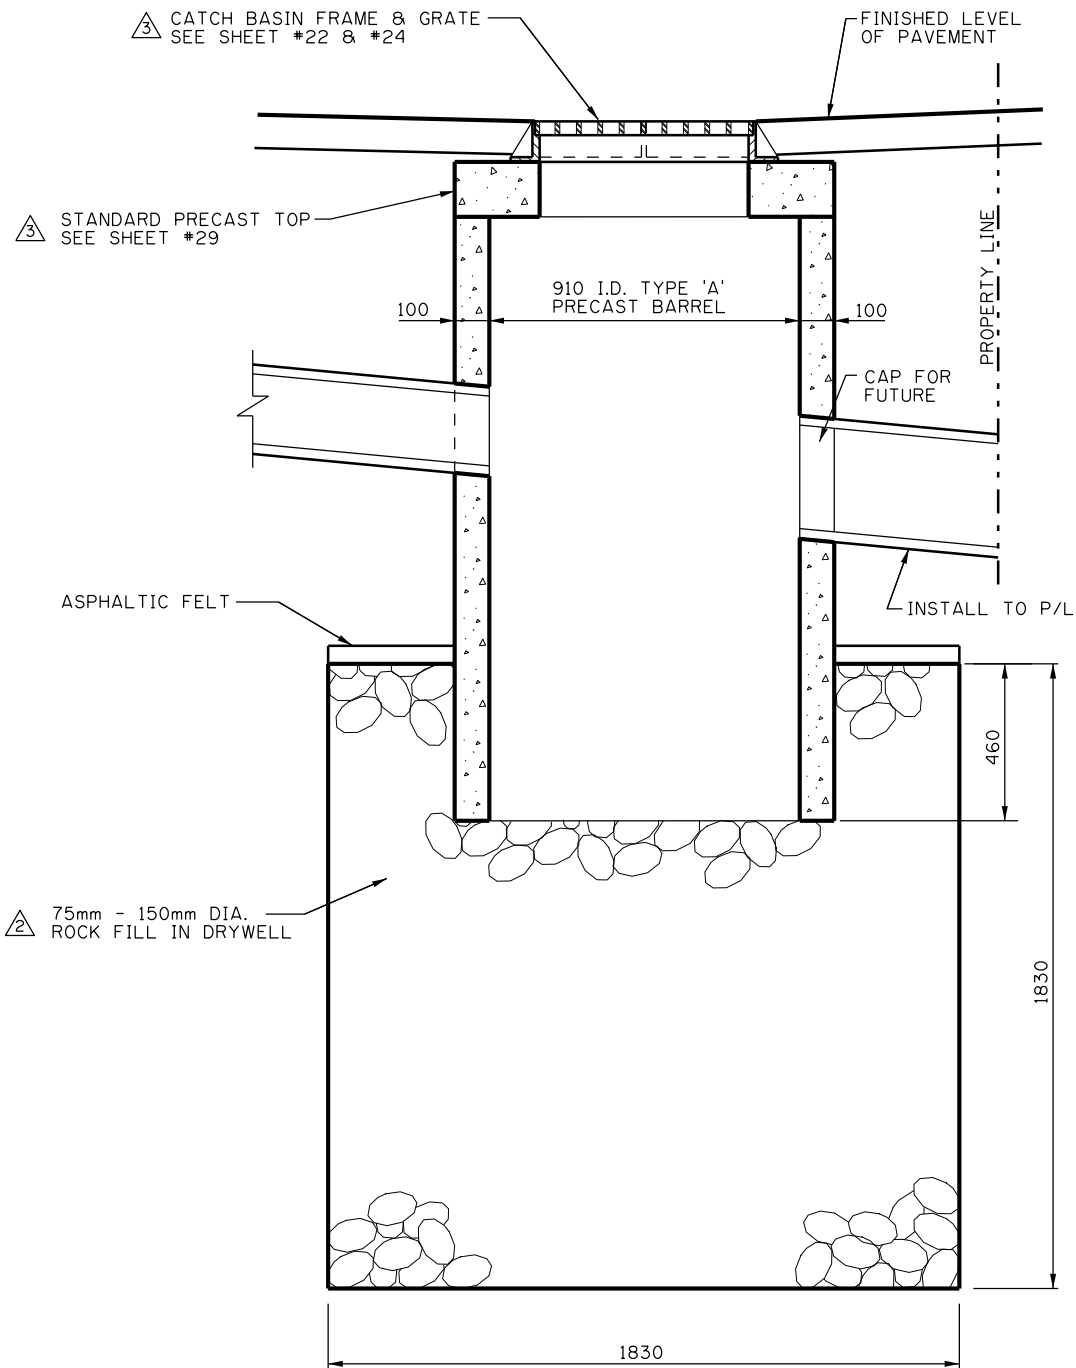 3 CATCH BASIN FRAME & GRATE
SEE SHEET #22 & #24
FINISHED LEVEL
OF PAVEMENT
3 STANDARD PRECAST TOP
SEE SHEET #29
PROPERTY LINE
910 I.D. TYPE 'A'
PRECAST BARREL
100
100
CAP FOR
FUTURE
ASPHALTIC FELT
INSTALL TO P/L
460
2 75mm - 150mm DIA.
ROCK FILL IN DRYWELL
1830
1830